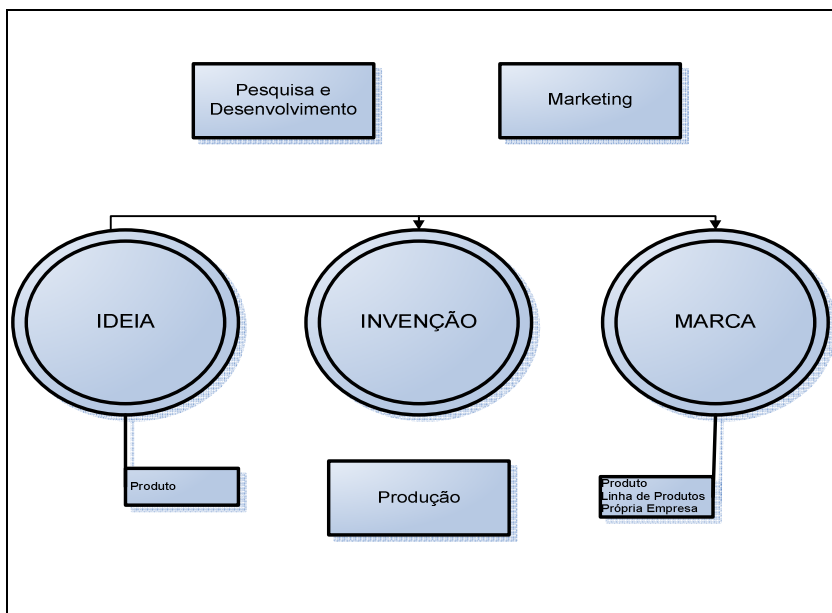 Pesquisa e
Desenvolvimento
Marketing
IDEIA
INVENÇÃO
MARCA
Produto
Produção
Produto
Linha de Produtos
Própria Empresa